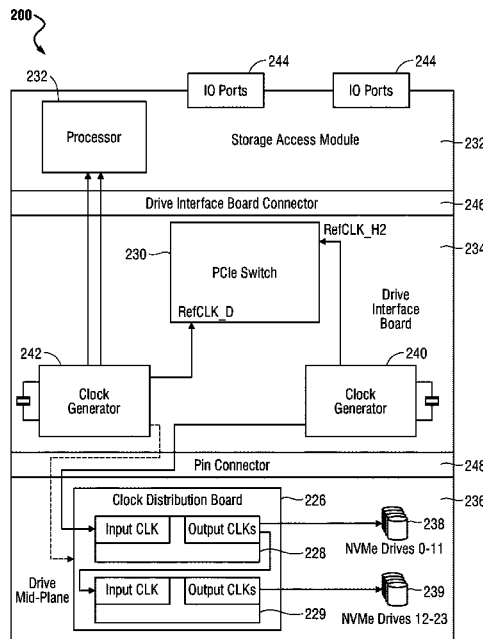 200
244
244
232
IO Ports
IO Ports
Processor
Storage Access Module
232
Drive Interface Board Connector
246
RefCLK_H2
234
230
PCIe Switch
Drive
Interface
Board
RefCLK_D
242
240
Clock
Generator
Clock
Generator
Pin Connector
248
Clock Distribution Board
226
236
Input CLK
Output CLKs
238
228
NVMe Drives 0-11
Drive
Mid-Plane
Input CLK
Output CLKs
239
229
NVMe Drives 12-23